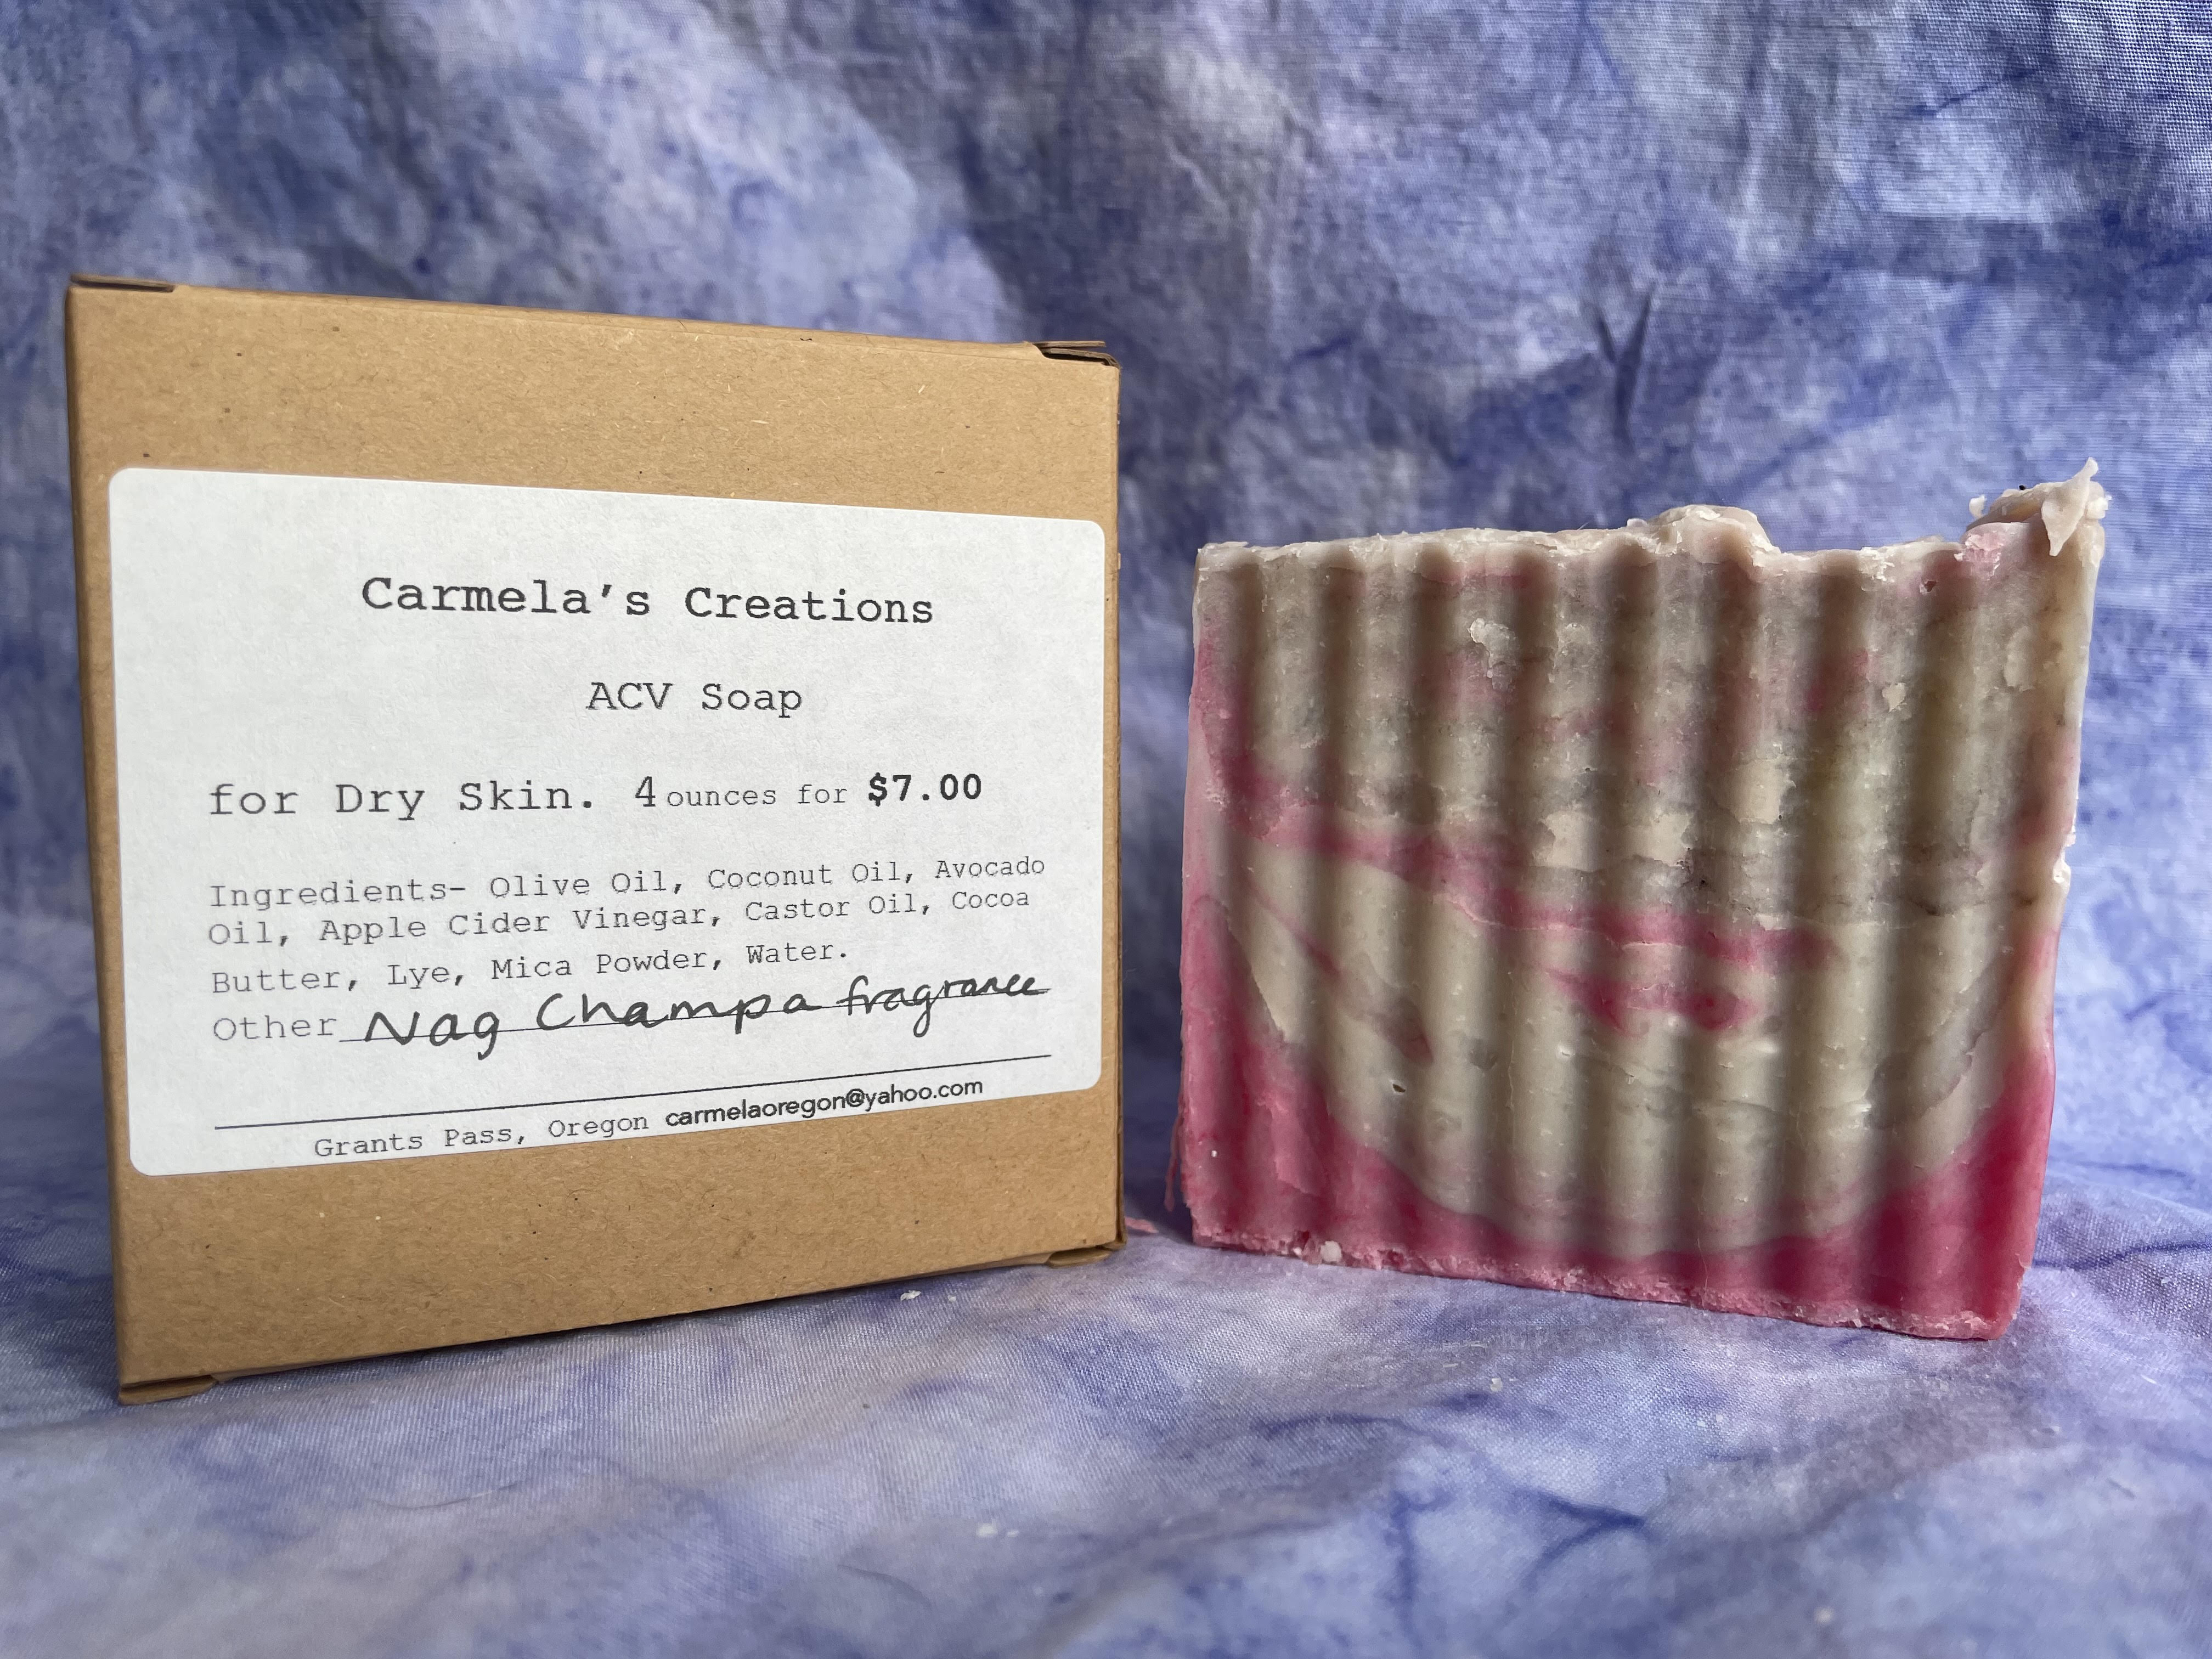 Carmela's Creations
ACV Soap
for Dry Skin. 4 ounces for $7.00
Ingredients- Olive Oil, Coconut Oil, Avocado
Oil, Apple Cider Vinegar, Castor Oil, Cocoa
Butter, Lye, Mica Powder, Water.
Other Nag Champa fragrance
Grants Pass, Oregon carmelaoregon@yahoo.com